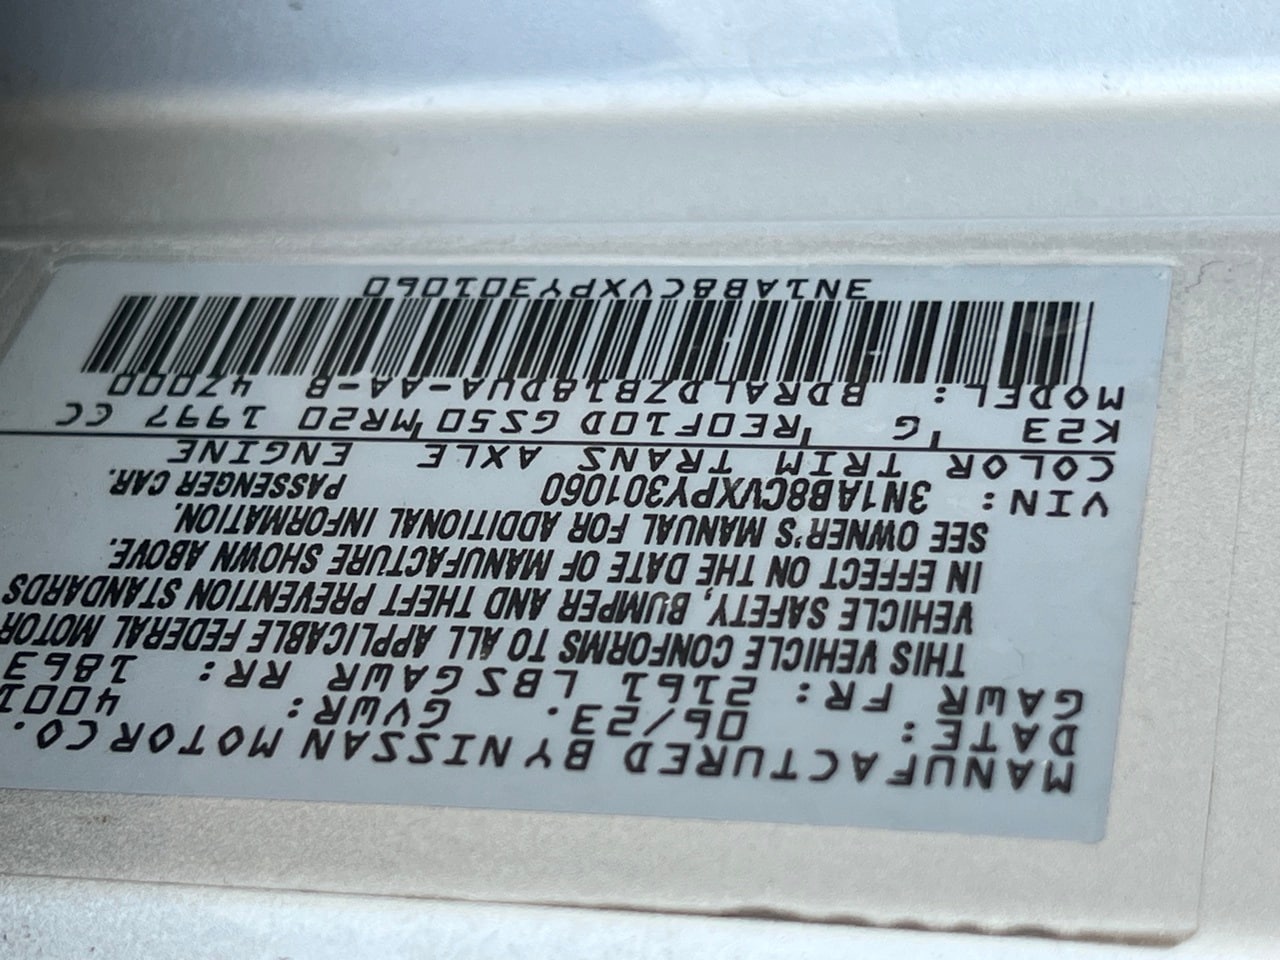 MANUFACTURED BY NISSAN MOTOR CO.
DATE: 06/23. GVWR: 4001
GAWR FR: 2161 LBS GAWR RR: 1863
THIS VEHICLE CONFORMS TO ALL APPLICABLE FEDERAL MOTOR
VEHICLE SAFETY, BUMPER AND THEFT PREVENTION STANDARDS
IN EFFECT ON THE DATE OF MANUFACTURE SHOWN ABOVE.
SEE OWNER'S MANUAL FOR ADDITIONAL INFORMATION.
VIN: 3N1AB8CVXPY301060 PASSENGER CAR.
COLOR TRIM TRANS AXLE ENGINE
K23 G RE0F10D GS50 MR20 1997 CC
MODEL: BDRALDZB18DUA-AA-B 47000
3N1AB8CVXPY301060